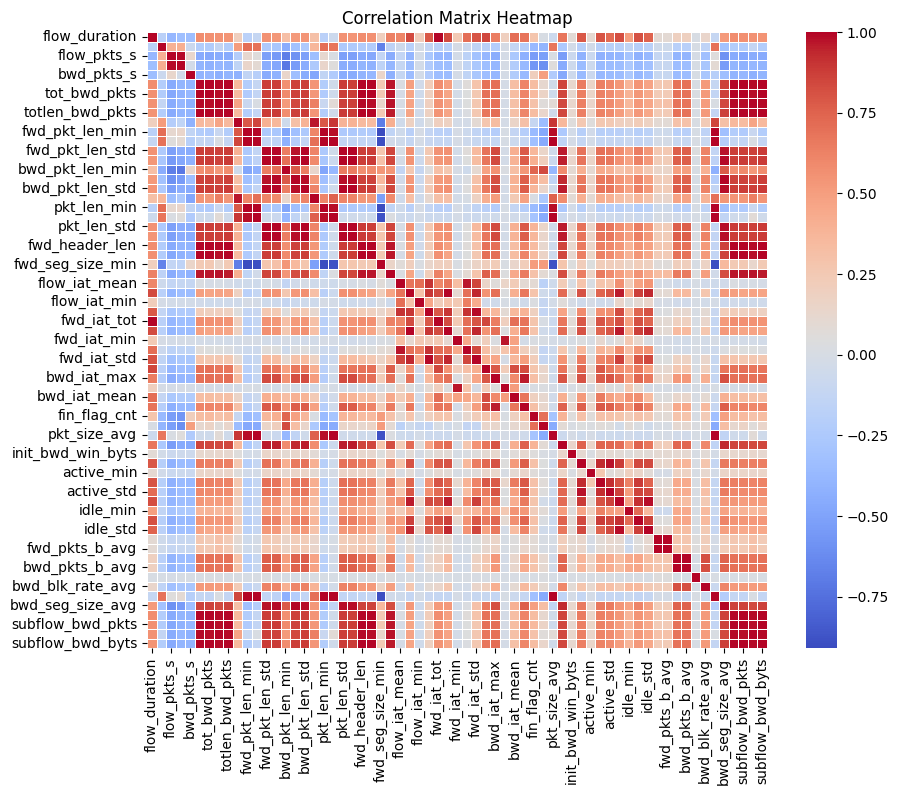 Correlation Matrix Heatmap
flow_duration
flow_pkts_s
bwd_pkts_s
tot_bwd_pkts
totlen_bwd_pkts
fwd_pkt_len_min
fwd_pkt_len_std
bwd_pkt_len_min
bwd_pkt_len_std
pkt_len_min
pkt_len_std
fwd_header_len
fwd_seg_size_min
flow_iat_mean
flow_iat_min
fwd_iat_tot
fwd_iat_min
fwd_iat_std
bwd_iat_max
bwd_iat_mean
fin_flag_cnt
pkt_size_avg
init_bwd_win_byts
active_min
active_std
idle_min
idle_std
fwd_pkts_b_avg
bwd_pkts_b_avg
bwd_blk_rate_avg
bwd_seg_size_avg
subflow_bwd_pkts
subflow_bwd_byts
flow_duration
flow_pkts_s
bwd_pkts_s
tot_bwd_pkts
totlen_bwd_pkts
fwd_pkt_len_min
fwd_pkt_len_std
bwd_pkt_len_min
bwd_pkt_len_std
pkt_len_min
pkt_len_std
fwd_header_len
fwd_seg_size_min
flow_iat_mean
flow_iat_min
fwd_iat_tot
fwd_iat_min
fwd_iat_std
bwd_iat_max
bwd_iat_mean
fin_flag_cnt
pkt_size_avg
init_bwd_win_byts
active_min
active_std
idle_min
idle_std
fwd_pkts_b_avg
bwd_pkts_b_avg
bwd_blk_rate_avg
bwd_seg_size_avg
subflow_bwd_pkts
subflow_bwd_byts
1.00
0.75
0.50
0.25
0.00
−0.25
−0.50
−0.75